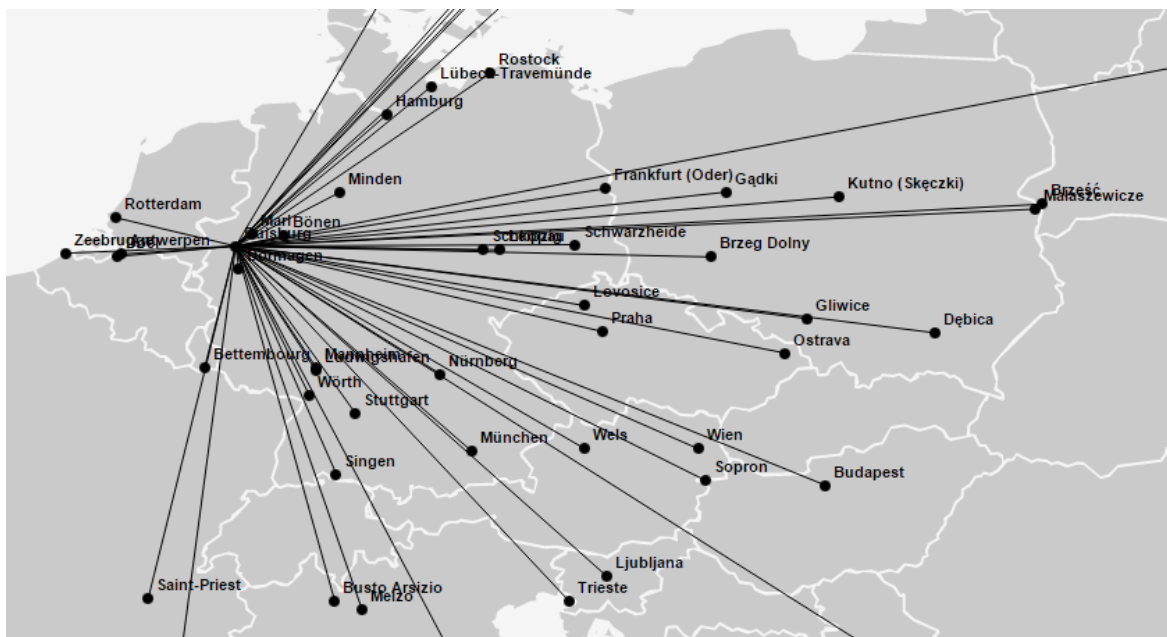 Rostock
Lübeck-Travemünde
Hamburg
Minden
Frankfurt (Oder)
Gądki
Kutno (Skęczki)
Brześć
Małaszewicze
Rotterdam
Marl
Bönen
Duisburg
Zeebrugge
Antwerpen
Schwarzheide
Leipzig
Brzeg Dolny
Dormagen
Lovosice
Gliwice
Dębica
Praha
Ostrava
Bettembourg
Mannheim
Ludwigshafen
Nürnberg
Wörth
Stuttgart
München
Wels
Wien
Singen
Sopron
Budapest
Ljubljana
Saint-Priest
Busto Arsizio
Melzo
Trieste